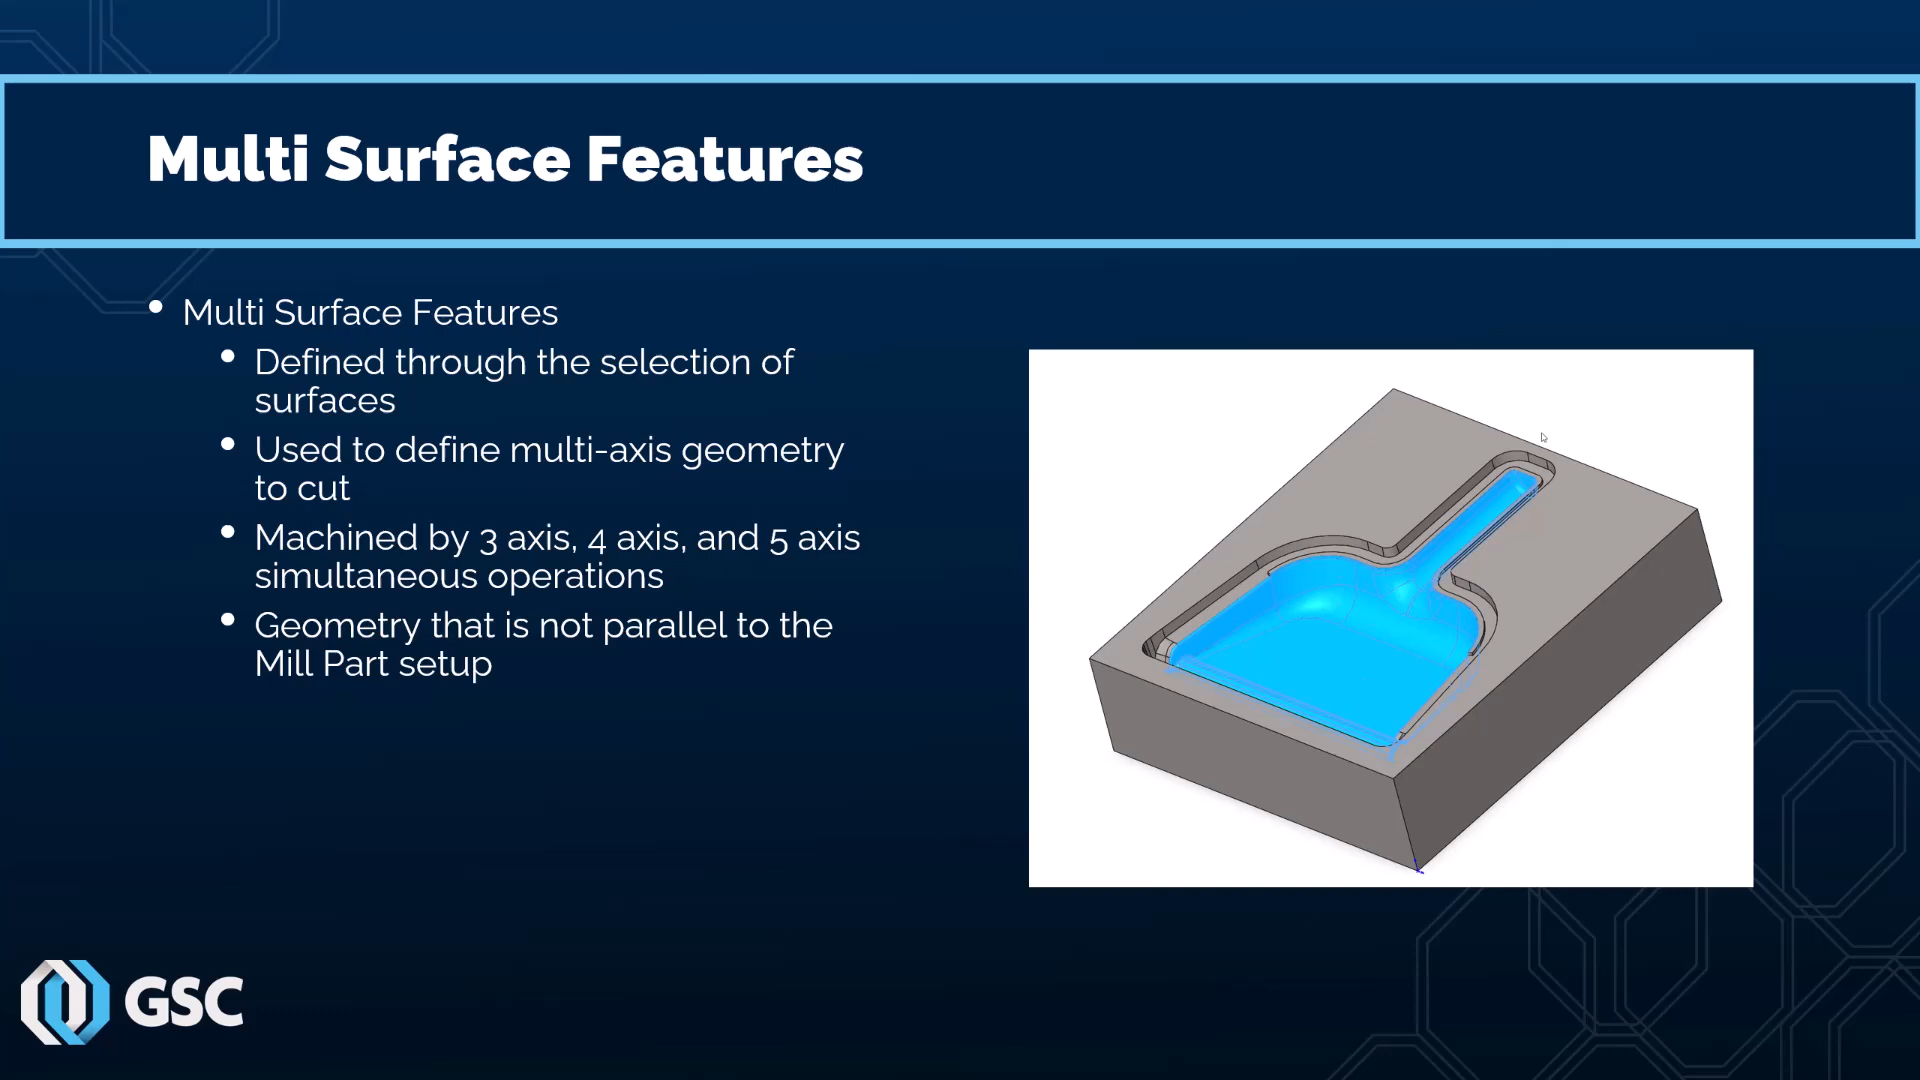 Multi Surface Features
• Multi Surface Features
• Defined through the selection of
surfaces
• Used to define multi-axis geometry
to cut
• Machined by 3 axis, 4 axis, and 5 axis
simultaneous operations
• Geometry that is not parallel to the
Mill Part setup
GSC